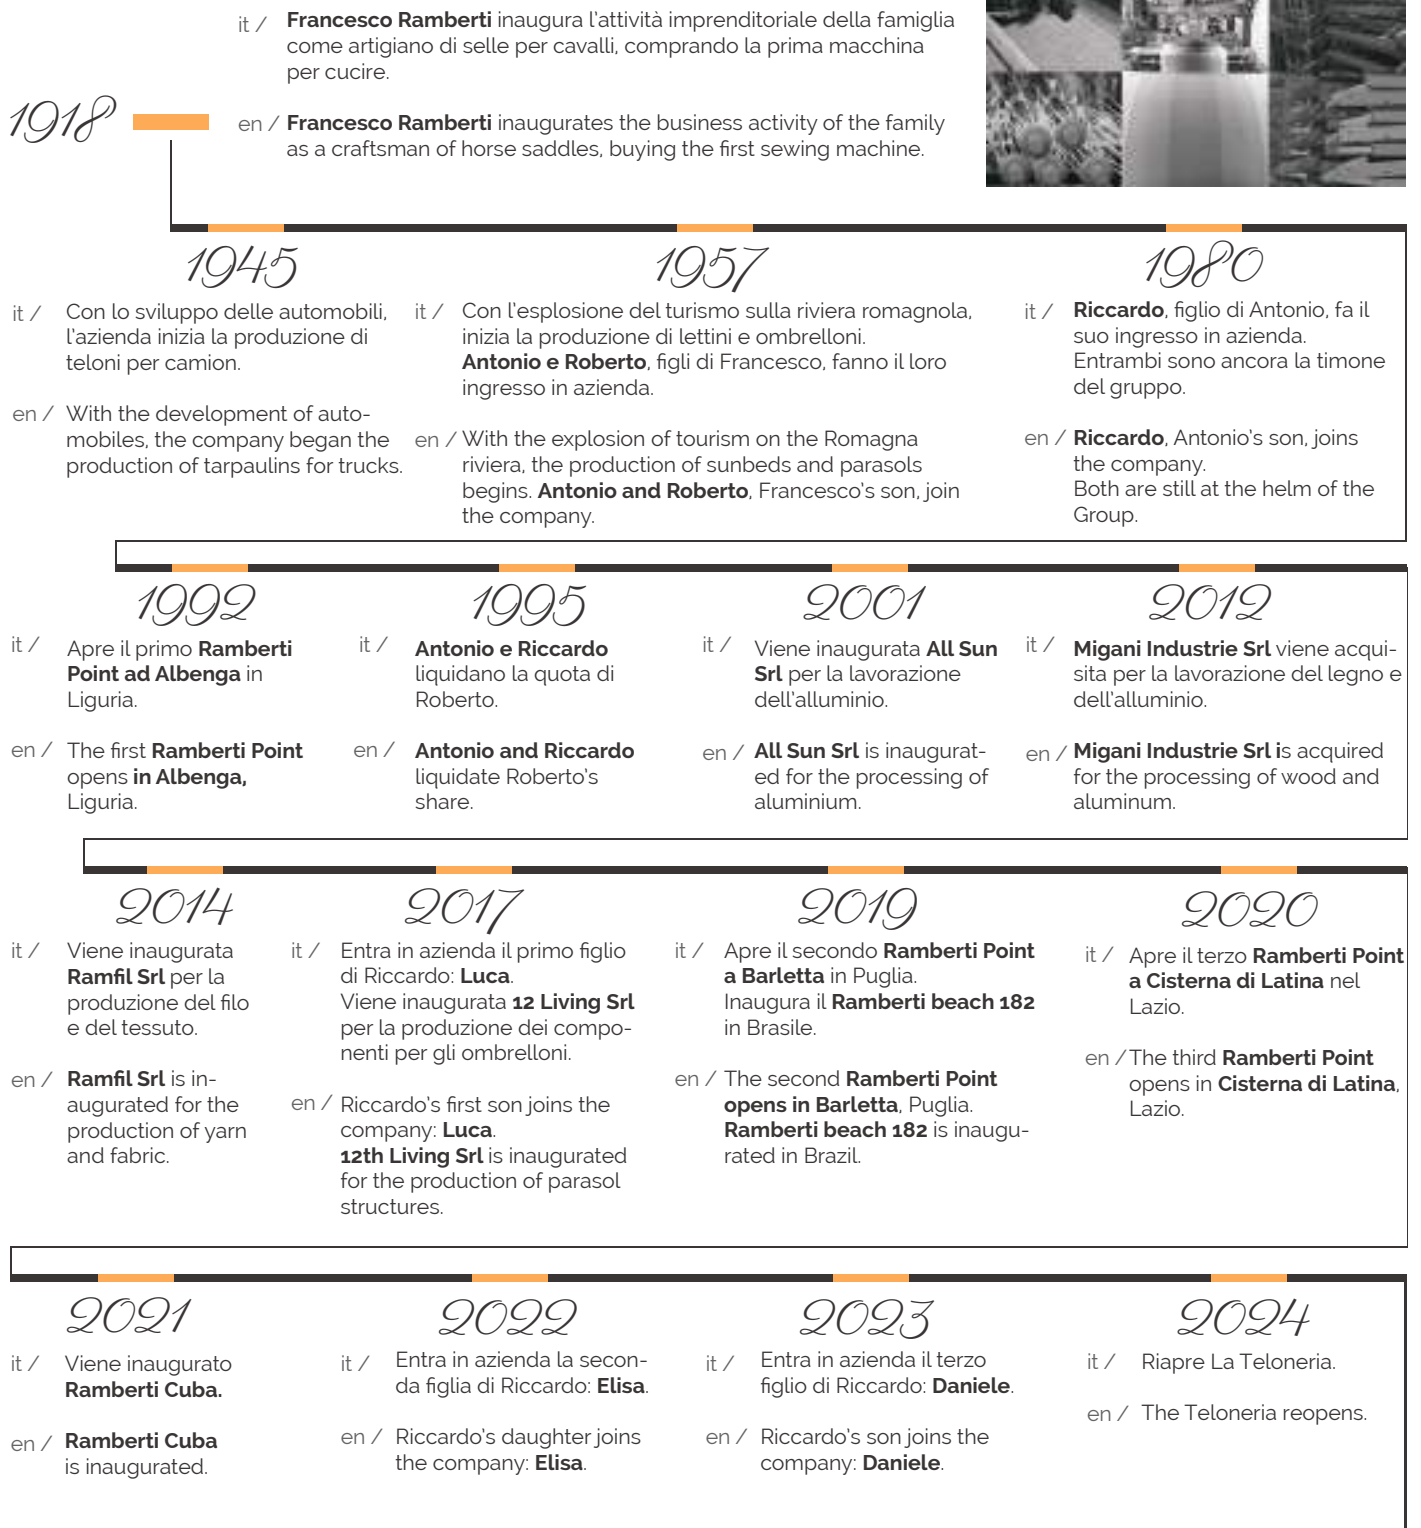 it / Francesco Ramberti inaugura l'attività imprenditoriale della famiglia
come artigiano di selle per cavalli, comprando la prima macchina
per cucire.
1918
en / Francesco Ramberti inaugurates the business activity of the family
as a craftsman of horse saddles, buying the first sewing machine.
1945
it / Con lo sviluppo delle automobili,
l'azienda inizia la produzione di
teloni per camion.
en / With the development of auto-
mobiles, the company began the
production of tarpaulins for trucks.
1957
it / Con l'esplosione del turismo sulla riviera romagnola,
inizia la produzione di lettini e ombrelloni.
Antonio e Roberto, figli di Francesco, fanno il loro
ingresso in azienda.
en / With the explosion of tourism on the Romagna
riviera, the production of sunbeds and parasols
begins. Antonio and Roberto, Francesco's son, join
the company.
1980
it / Riccardo, figlio di Antonio, fa il
suo ingresso in azienda.
Entrambi sono ancora la timone
del gruppo.
en / Riccardo, Antonio's son, joins
the company.
Both are still at the helm of the
Group.
1992
it / Apre il primo Ramberti
Point ad Albenga in
Liguria.
en / The first Ramberti Point
opens in Albenga,
Liguria.
1995
it / Antonio e Riccardo
liquidano la quota di
Roberto.
en / Antonio and Riccardo
liquidate Roberto's
share.
2001
it / Viene inaugurata All Sun
Srl per la lavorazione
dell'alluminio.
en / All Sun Srl is inaugurat-
ed for the processing of
aluminium.
2012
it / Migani Industrie Srl viene acqui-
sita per la lavorazione del legno e
dell'alluminio.
en / Migani Industrie Srl is acquired
for the processing of wood and
aluminum.
2014
it / Viene inaugurata
Ramfil Srl per la
produzione del filo
e del tessuto.
en / Ramfil Srl is in-
augurated for the
production of yarn
and fabric.
2017
it / Entra in azienda il primo figlio
di Riccardo: Luca.
Viene inaugurata 12 Living Srl
per la produzione dei compo-
nenti per gli ombrelloni.
en / Riccardo's first son joins the
company: Luca.
12th Living Srl is inaugurated
for the production of parasol
structures.
2019
it / Apre il secondo Ramberti Point
a Barletta in Puglia.
Inaugura il Ramberti beach 182
in Brasile.
en / The second Ramberti Point
opens in Barletta, Puglia.
Ramberti beach 182 is inaugu-
rated in Brazil.
2020
it / Apre il terzo Ramberti Point
a Cisterna di Latina nel
Lazio.
en / The third Ramberti Point
opens in Cisterna di Latina,
Lazio.
2021
it / Viene inaugurato
Ramberti Cuba.
en / Ramberti Cuba
is inaugurated.
2022
it / Entra in azienda la secon-
da figlia di Riccardo: Elisa.
en / Riccardo's daughter joins
the company: Elisa.
2023
it / Entra in azienda il terzo
figlio di Riccardo: Daniele.
en / Riccardo's son joins the
company: Daniele.
2024
it / Riapre La Teloneria.
en / The Teloneria reopens.